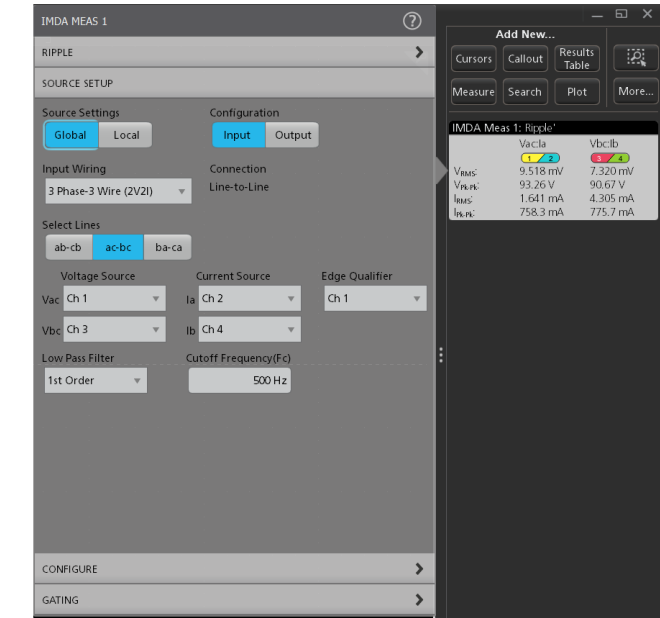 IMDA MEAS 1
?
RIPPLE
SOURCE SETUP
Source Settings
Configuration
Global Local
Input Output
Input Wiring
Connection
3 Phase-3 Wire (2V2I)
Line-to-Line
Select Lines
ab-cb ac-bc ba-ca
Voltage Source Current Source Edge Qualifier
Vac Ch 1 Ia Ch 2 Ch 1
Vbc Ch 3 Ib Ch 4
Low Pass Filter Cutoff Frequency(Fc)
1st Order 500 Hz
CONFIGURE
GATING
Add New...
Cursors Callout Results Table
Measure Search Plot More...
IMDA Meas 1: Ripple'
Vac:Ia Vbc:Ib
1 2 3 4
VRMS: 9.518 mV 7.320 mV
VPk-Pk: 93.26 V 90.67 V
IRMS: 1.641 mA 4.305 mA
IPk-Pk: 758.3 mA 775.7 mA